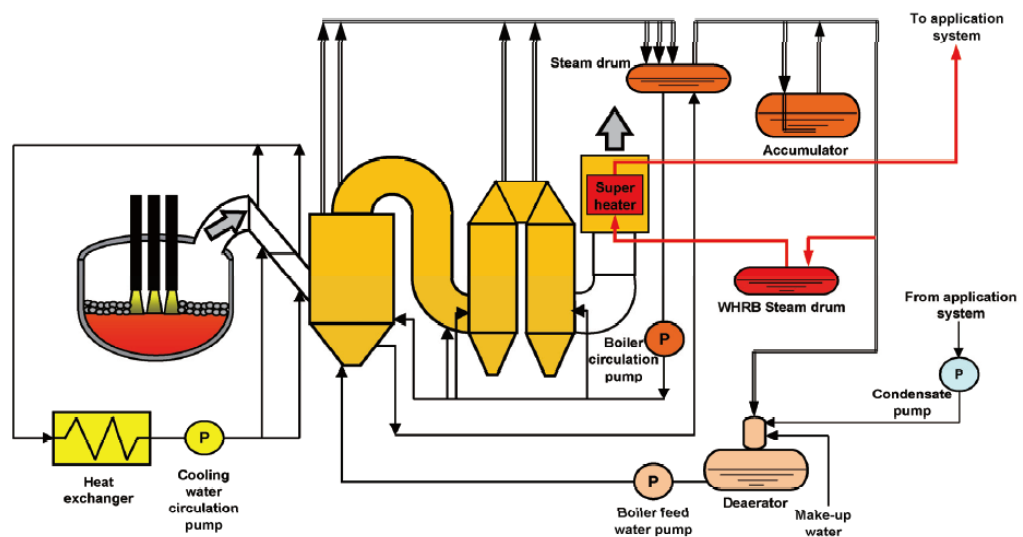 To application
system
Steam drum
Accumulator
Super
heater
WHRB Steam drum
From application
system
P
Boiler
circulation
pump
P
Condensate
pump
P
Heat
exchanger
Cooling
water
circulation
pump
P
Boiler feed
water pump
Deaerator
Make-up
water